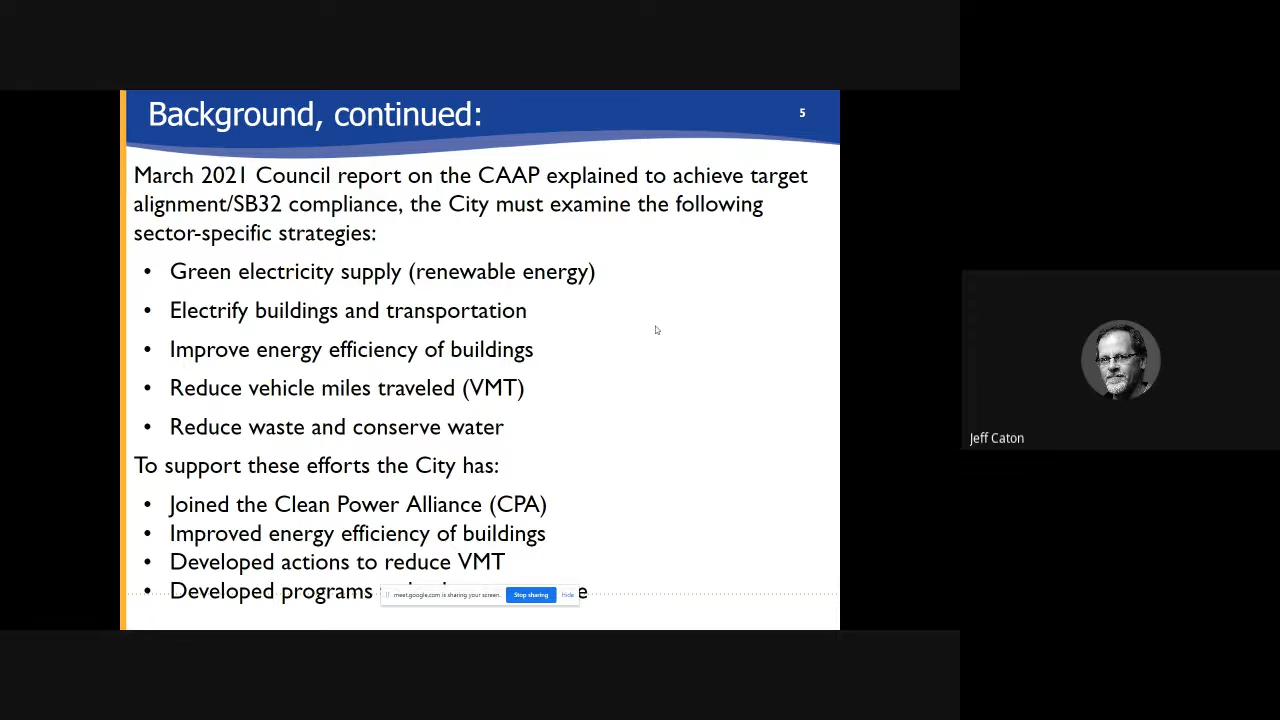 Background, continued:
5
March 2021 Council report on the CAAP explained to achieve target
alignment/SB32 compliance, the City must examine the following
sector-specific strategies:
• Green electricity supply (renewable energy)
• Electrify buildings and transportation
• Improve energy efficiency of buildings
• Reduce vehicle miles traveled (VMT)
• Reduce waste and conserve water
To support these efforts the City has:
• Joined the Clean Power Alliance (CPA)
• Improved energy efficiency of buildings
• Developed actions to reduce VMT
• Developed programs
meet.google.com is sharing your screen.
Stop sharing
Hide
Jeff Caton